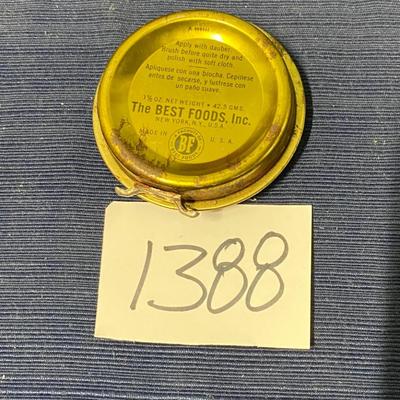 Apply with dauber.
Brush before quite dry and
polish with soft cloth.
Apliquese con una brocha. Cepillese
antes de secarse, y lustrese con
un paño suave.
1½ OZ. NET WEIGHT • 42.5 GMS.
The BEST FOODS, Inc.
NEW YORK, N.Y., U.S.A.
MADE IN BF U.S.A.
1388